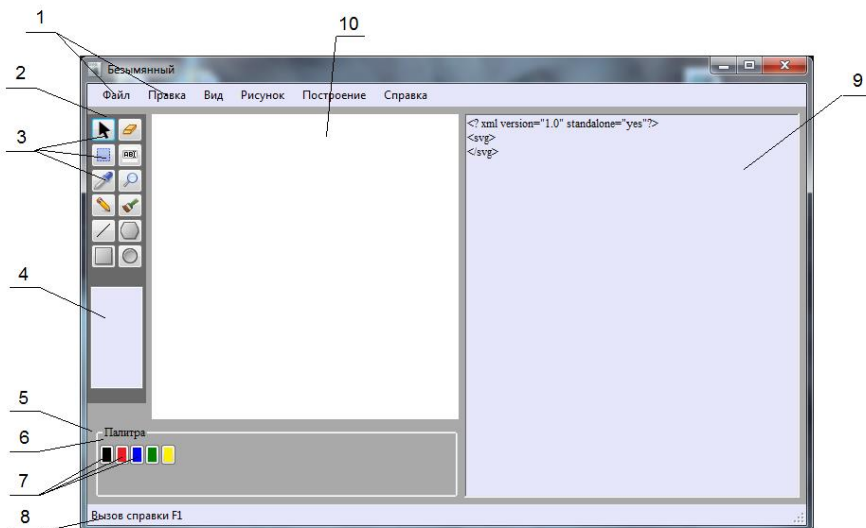 1
10
2
Безымянный
9
Файл Правка Вид Рисунок Построение Справка
<? xml version="1.0" standalone="yes"?>
<svg>
</svg>
3
ABI
4
5
Палитра
6
7
8
Вызов справки F1